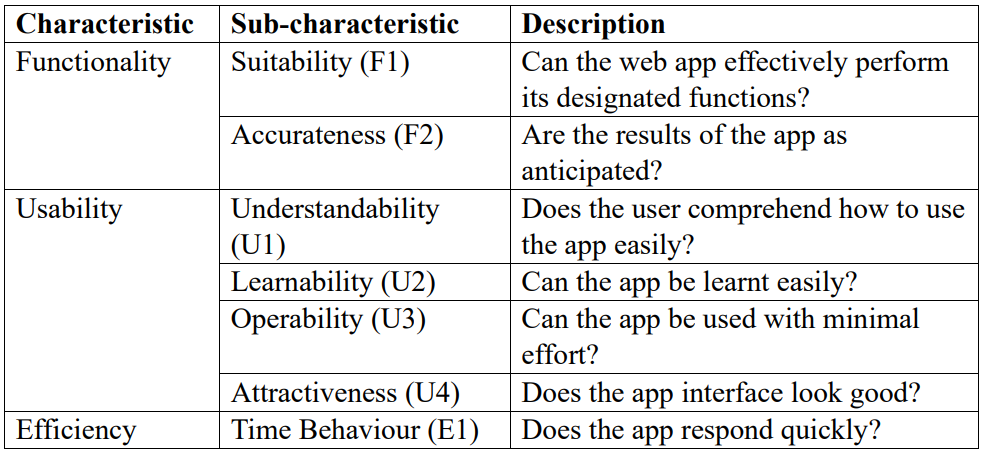 Characteristic Sub-characteristic Description
Functionality Suitability (F1) Can the web app effectively perform
its designated functions?
Accurateness (F2) Are the results of the app as
anticipated?
Usability Understandability Does the user comprehend how to use
(U1) the app easily?
Learnability (U2) Can the app be learnt easily?
Operability (U3) Can the app be used with minimal
effort?
Attractiveness (U4) Does the app interface look good?
Efficiency Time Behaviour (E1) Does the app respond quickly?